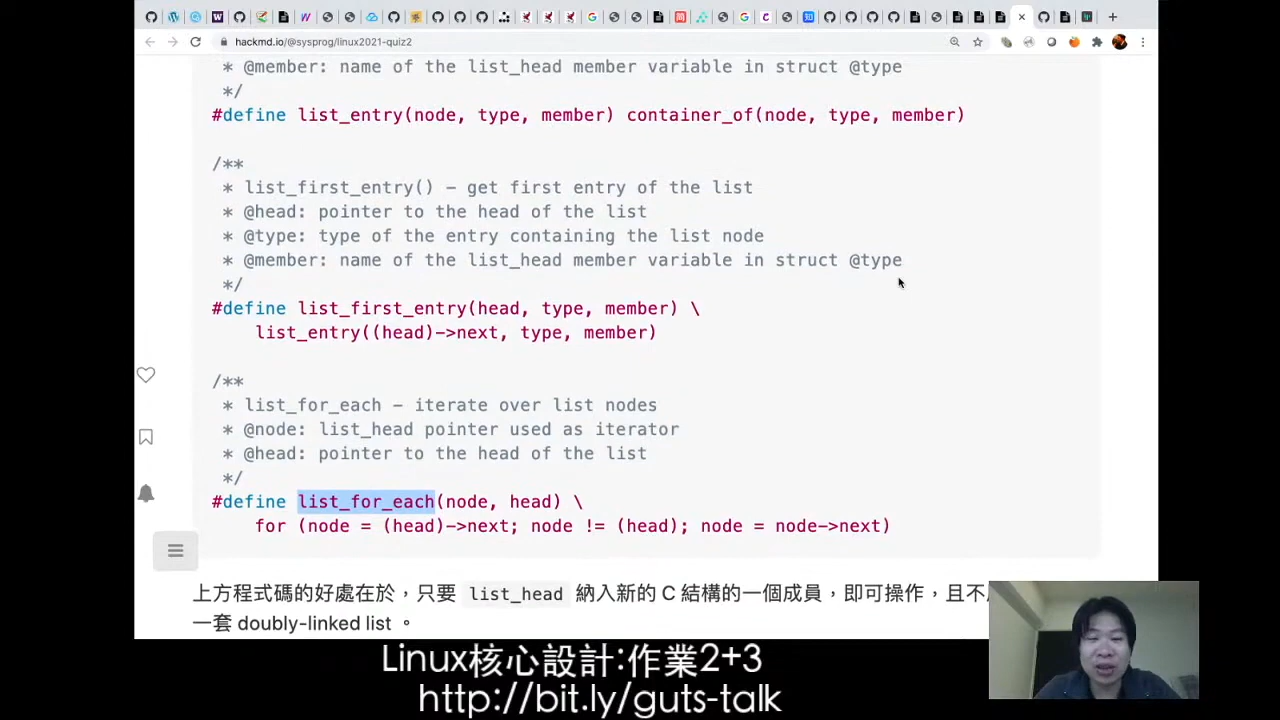 hackmd.io/@sysprog/linux2021-quiz2
* @member: name of the list_head member variable in struct @type
*/
#define list_entry(node, type, member) container_of(node, type, member)
/**
* list_first_entry() - get first entry of the list
* @head: pointer to the head of the list
* @type: type of the entry containing the list node
* @member: name of the list_head member variable in struct @type
*/
#define list_first_entry(head, type, member) \
list_entry((head)->next, type, member)
/**
* list_for_each - iterate over list nodes
* @node: list_head pointer used as iterator
* @head: pointer to the head of the list
*/
#define list_for_each(node, head) \
for (node = (head)->next; node != (head); node = node->next)
上方程式碼的好處在於，只要 list_head 納入新的 C 結構的一個成員，即可操作，且不
一套 doubly-linked list 。
Linux核心設計:作業2+3
http://bit.ly/guts-talk